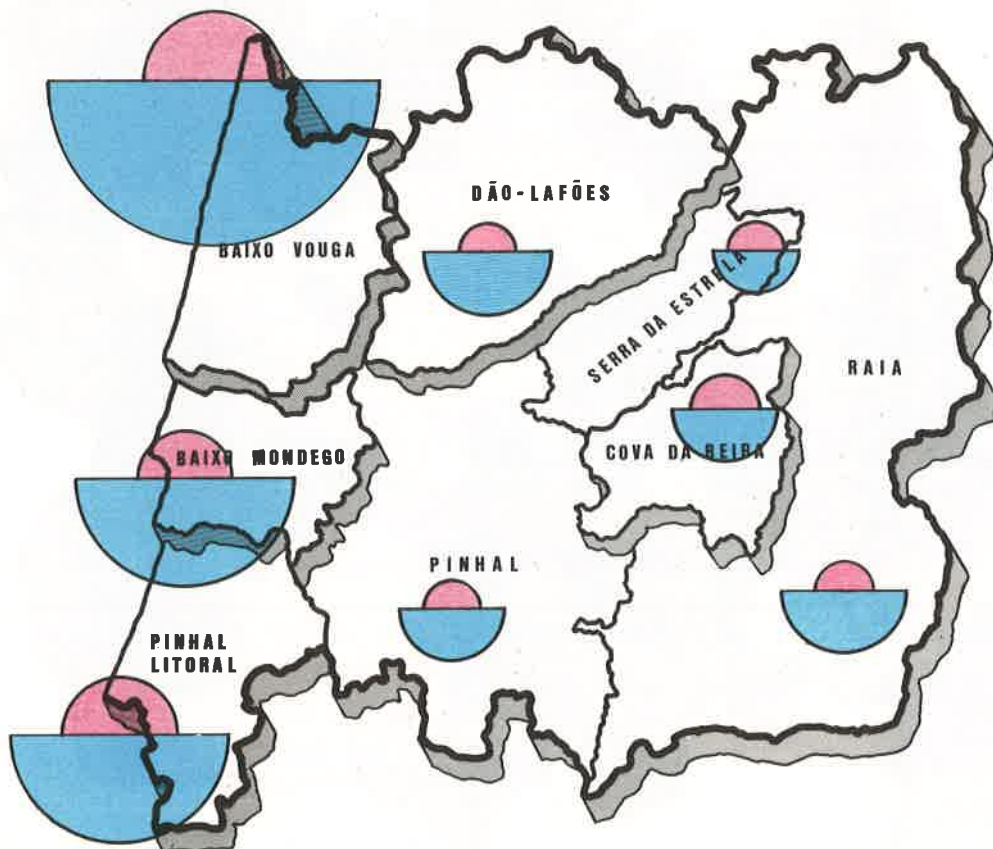 DÃO-LAFÕES
BAIXO VOUGA
SERRA DA ESTRELA
RAIA
BAIXO MONDEGO
COVA DA BEIRA
PINHAL
PINHAL
LITORAL